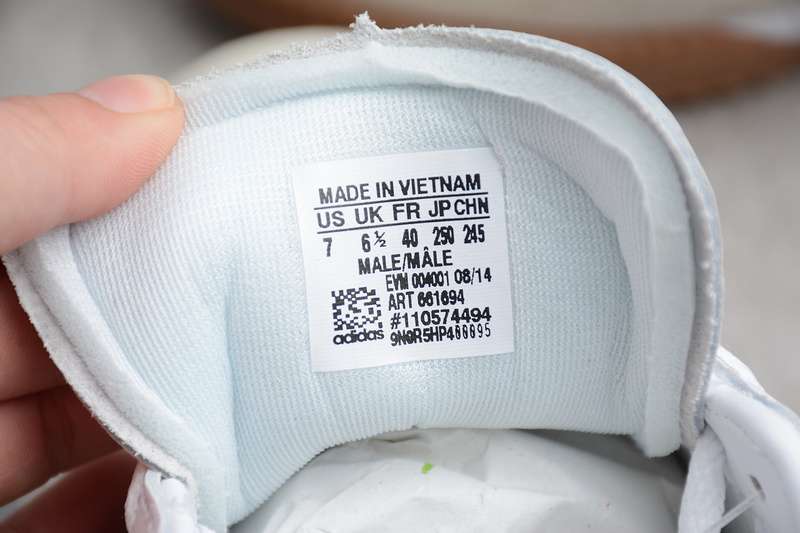 MADE IN VIETNAM
US UK FR JP CHN
7 6½ 40 250 245
MALE/MÂLE
EVM 004001 08/14
ART 661694
#110574494
adidas 9N0R5HP400095